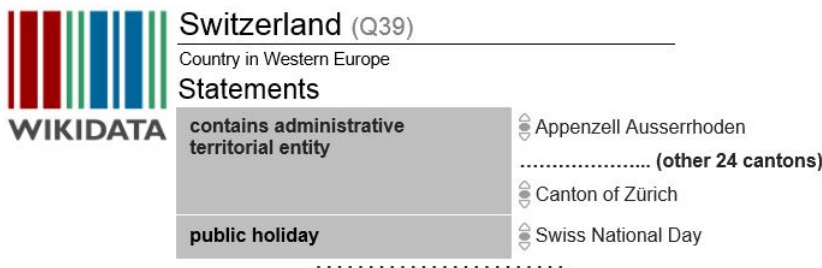 WIKIDATA
Switzerland (Q39)
Country in Western Europe
Statements
contains administrative
territorial entity
Appenzell Ausserrhoden
.................... (other 24 cantons)
Canton of Zürich
public holiday
Swiss National Day
........................